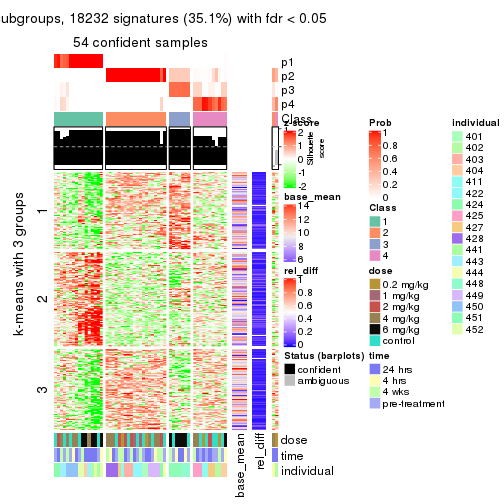 ubgroups, 18232 signatures (35.1%) with fdr < 0.05
54 confident samples
p1
p2
p3
p4
Class
z-score
2
1
0
-1
-2
Silhouette
score
k-means with 3 groups
1
2
3
base_mean
14
12
10
8
6
rel_diff
1
0.8
0.6
0.4
0.2
0
Status (barplots)
confident
ambiguous
Prob
1
0.8
0.6
0.4
0.2
0
Class
1
2
3
4
dose
0.2 mg/kg
1 mg/kg
2 mg/kg
4 mg/kg
6 mg/kg
control
time
24 hrs
4 hrs
4 wks
pre-treatment
individual
401
402
403
404
411
422
424
425
427
428
441
443
444
448
449
450
451
452
dose
time
individual
base_mean
rel_diff